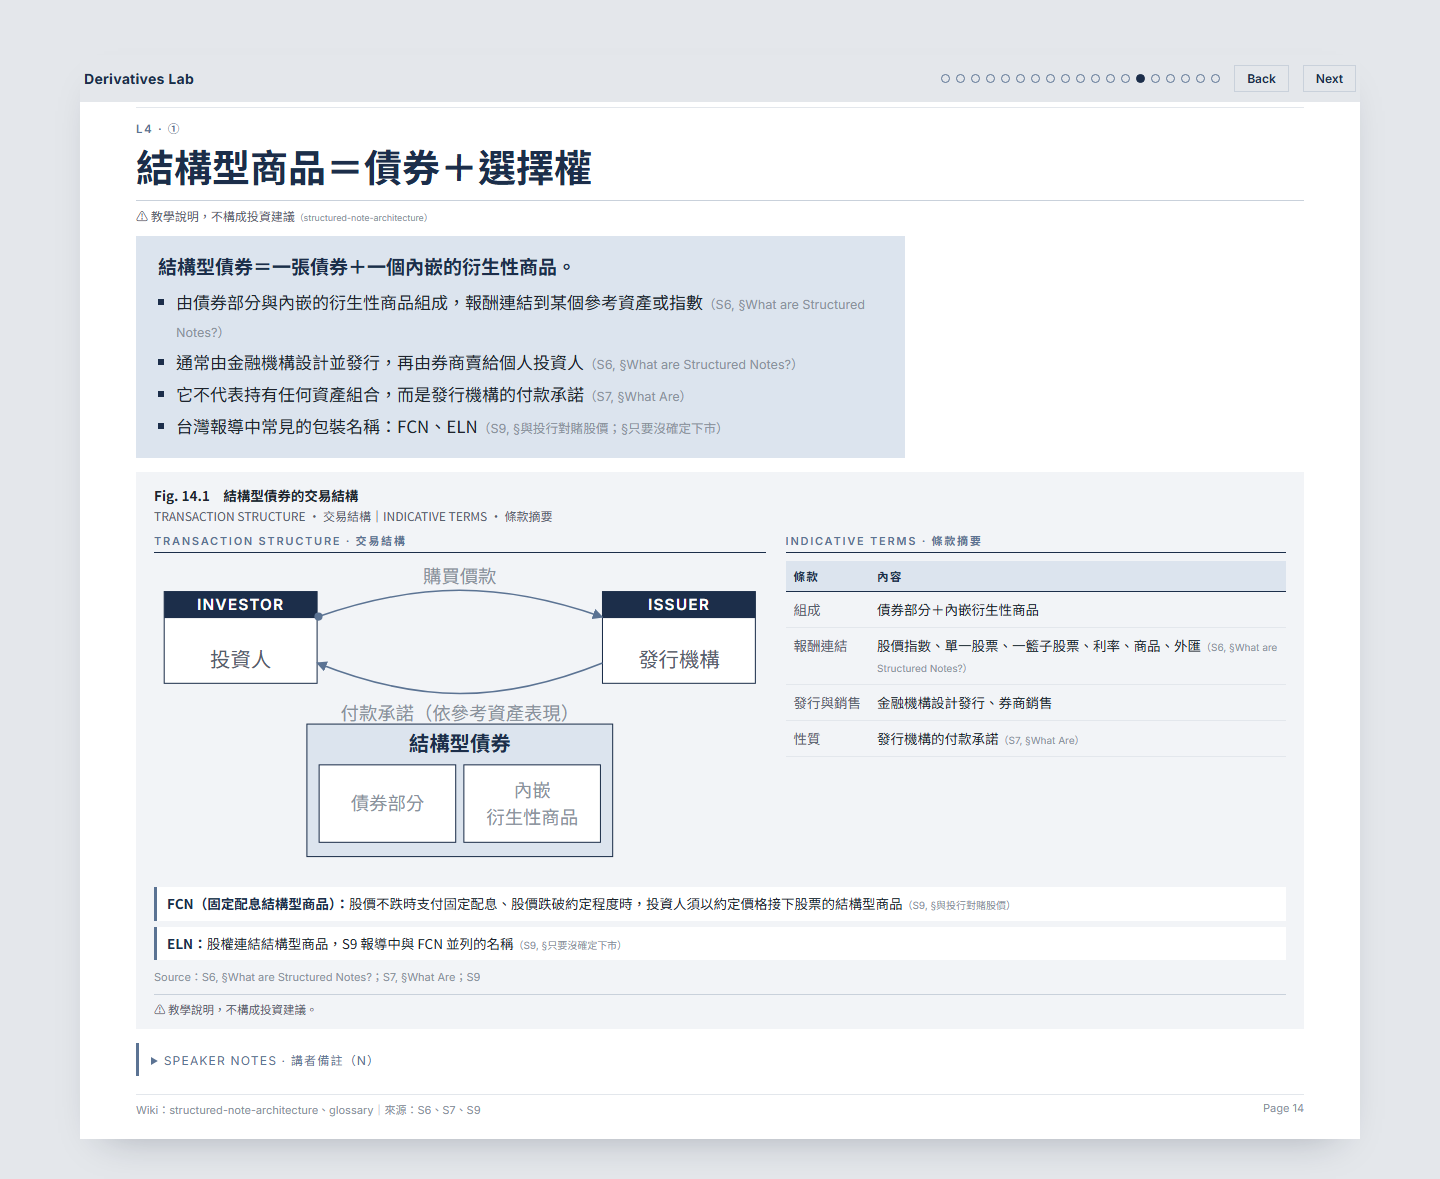 Derivatives Lab
Back
Next
L4 · ①
結構型商品＝債券＋選擇權
⚠ 教學說明，不構成投資建議（structured-note-architecture）
結構型債券＝一張債券＋一個內嵌的衍生性商品。
由債券部分與內嵌的衍生性商品組成，報酬連結到某個參考資產或指數（S6, §What are Structured
Notes?）
通常由金融機構設計並發行，再由券商賣給個人投資人（S6, §What are Structured Notes?）
它不代表持有任何資產組合，而是發行機構的付款承諾（S7, §What Are）
台灣報導中常見的包裝名稱：FCN、ELN（S9, §與投行對賭股價；§只要沒確定下市）
Fig. 14.1　結構型債券的交易結構
TRANSACTION STRUCTURE ・ 交易結構｜INDICATIVE TERMS ・ 條款摘要
TRANSACTION STRUCTURE · 交易結構
購買價款
INVESTOR
投資人
ISSUER
發行機構
付款承諾（依參考資產表現）
結構型債券
債券部分
內嵌
衍生性商品
INDICATIVE TERMS · 條款摘要
條款 內容
組成 債券部分＋內嵌衍生性商品
報酬連結 股價指數、單一股票、一籃子股票、利率、商品、外匯（S6, §What are
Structured Notes?）
發行與銷售 金融機構設計發行、券商銷售
性質 發行機構的付款承諾（S7, §What Are）
FCN（固定配息結構型商品）：股價不跌時支付固定配息、股價跌破約定程度時，投資人須以約定價格接下股票的結構型商品（S9, §與投行對賭股價）
ELN：股權連結結構型商品，S9 報導中與 FCN 並列的名稱（S9, §只要沒確定下市）
Source：S6, §What are Structured Notes?；S7, §What Are；S9
⚠ 教學說明，不構成投資建議。
▶ SPEAKER NOTES · 講者備註（N）
Wiki：structured-note-architecture、glossary｜來源：S6、S7、S9
Page 14